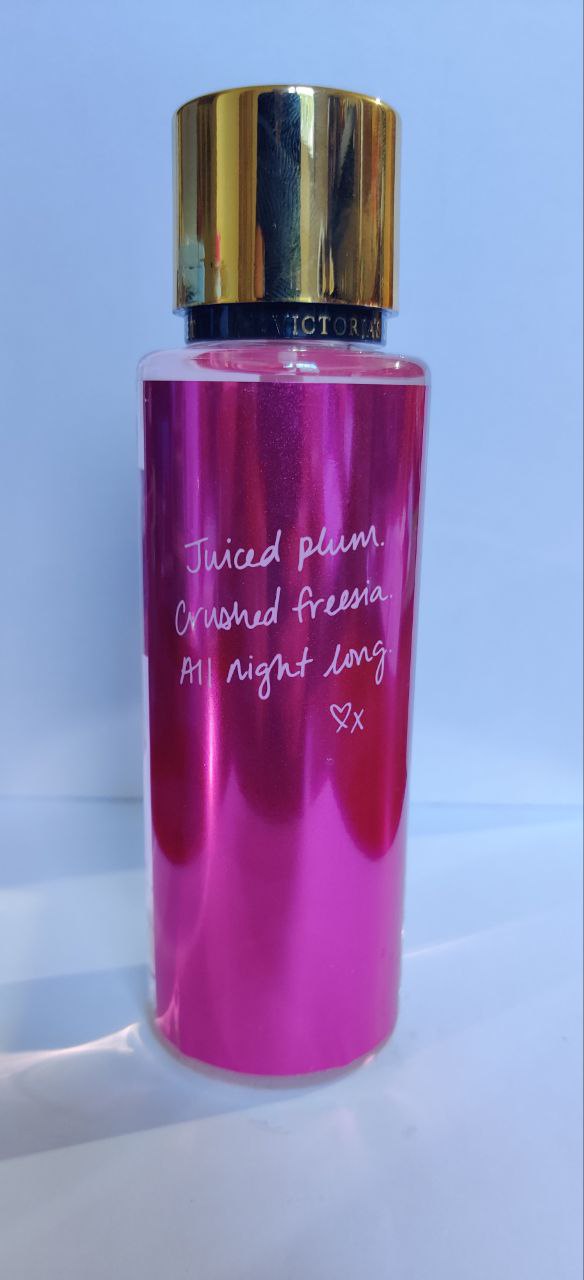 VICTORIA'S
Juiced plum.
Crushed freesia.
All night long.
♡x